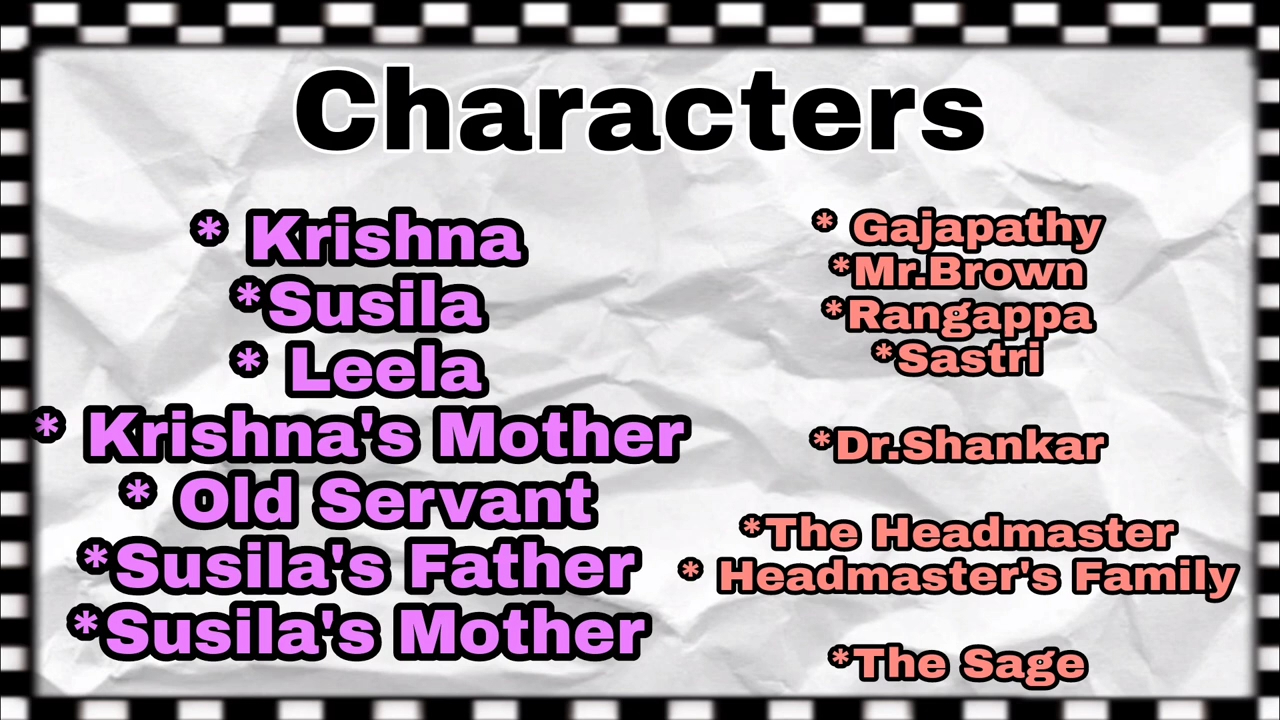 Characters
* Krishna
*Susila
* Leela
* Krishna's Mother
* Old Servant
*Susila's Father
*Susila's Mother
* Gajapathy
*Mr.Brown
*Rangappa
*Sastri
*Dr.Shankar
*The Headmaster
* Headmaster's Family
*The Sage